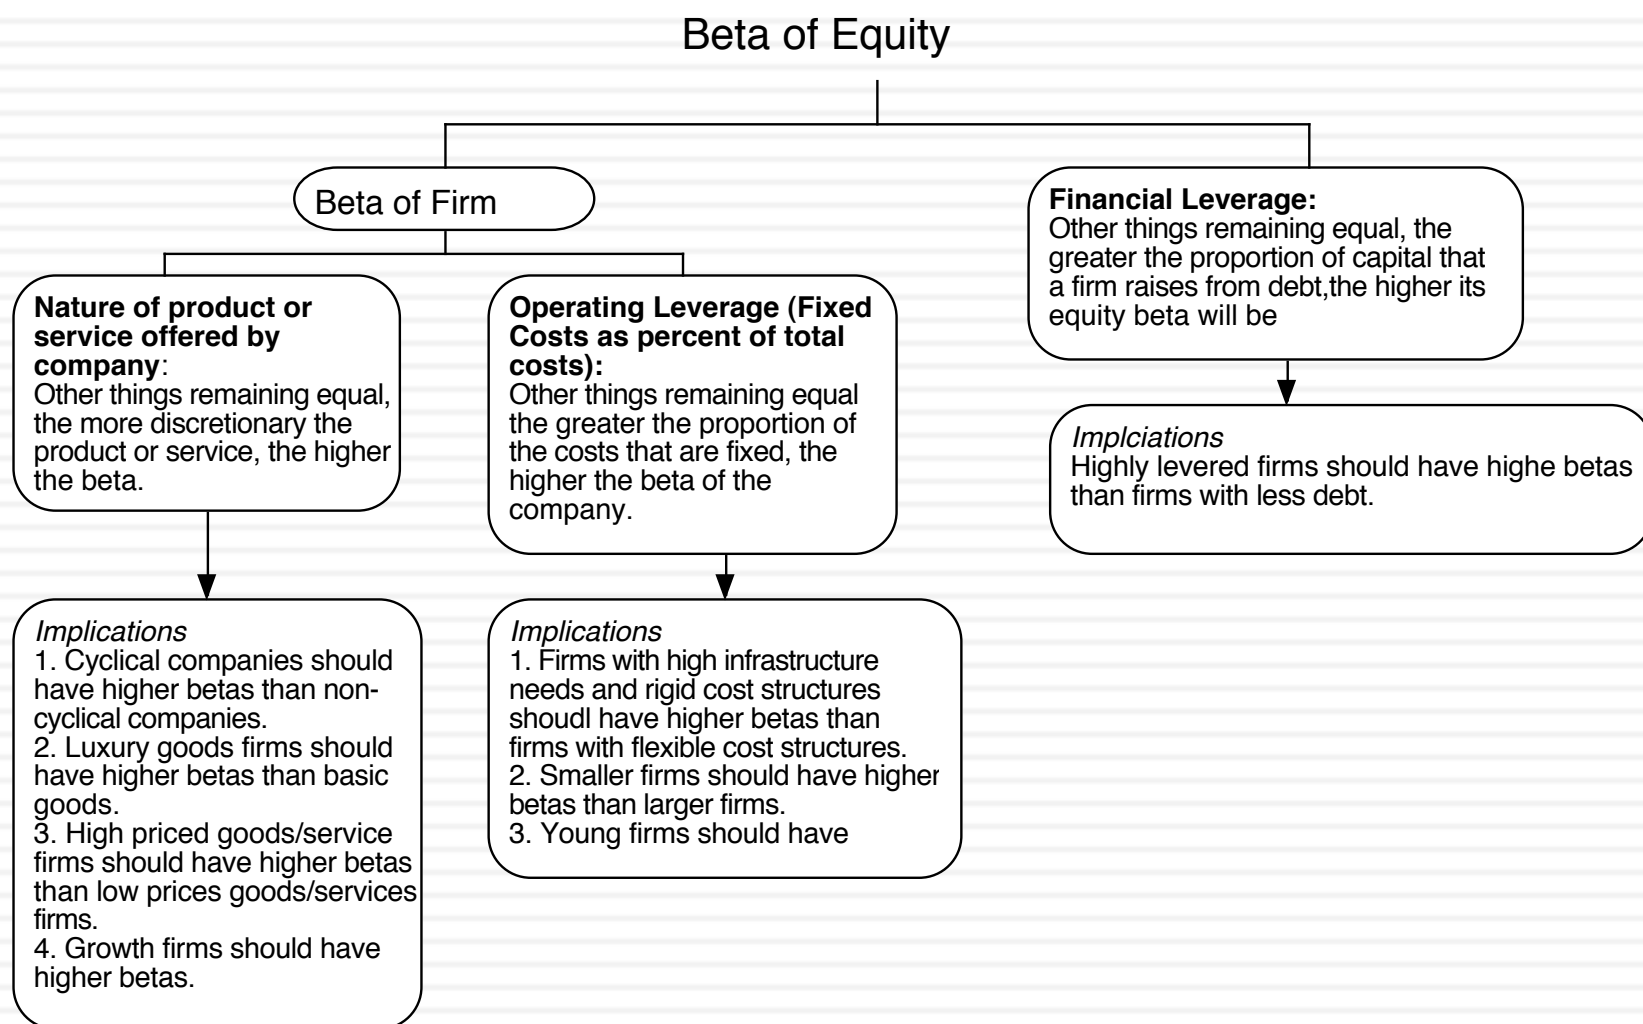 Beta of Equity
Beta of Firm
Financial Leverage:
Other things remaining equal, the
greater the proportion of capital that
a firm raises from debt,the higher its
equity beta will be
Nature of product or
service offered by
company:
Other things remaining equal,
the more discretionary the
product or service, the higher
the beta.
Operating Leverage (Fixed
Costs as percent of total
costs):
Other things remaining equal
the greater the proportion of
the costs that are fixed, the
higher the beta of the
company.
Implciations
Highly levered firms should have highe betas
than firms with less debt.
Implications
1. Cyclical companies should
have higher betas than non-
cyclical companies.
2. Luxury goods firms should
have higher betas than basic
goods.
3. High priced goods/service
firms should have higher betas
than low prices goods/services
firms.
4. Growth firms should have
higher betas.
Implications
1. Firms with high infrastructure
needs and rigid cost structures
shoudl have higher betas than
firms with flexible cost structures.
2. Smaller firms should have higher
betas than larger firms.
3. Young firms should have